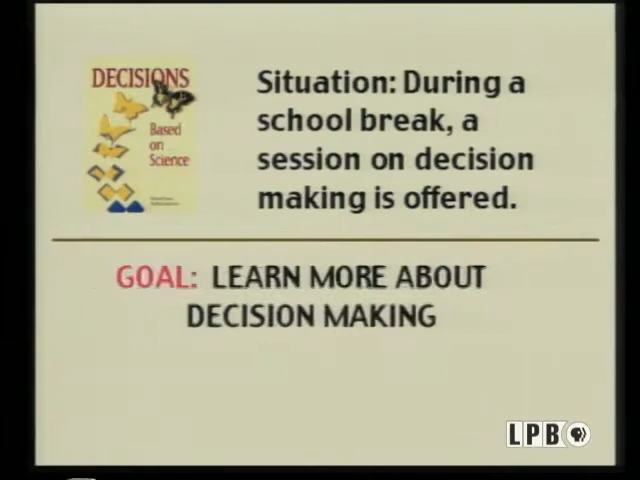 DECISIONS
Based
on
Science
Situation: During a
school break, a
session on decision
making is offered.
GOAL: LEARN MORE ABOUT
DECISION MAKING
LPB